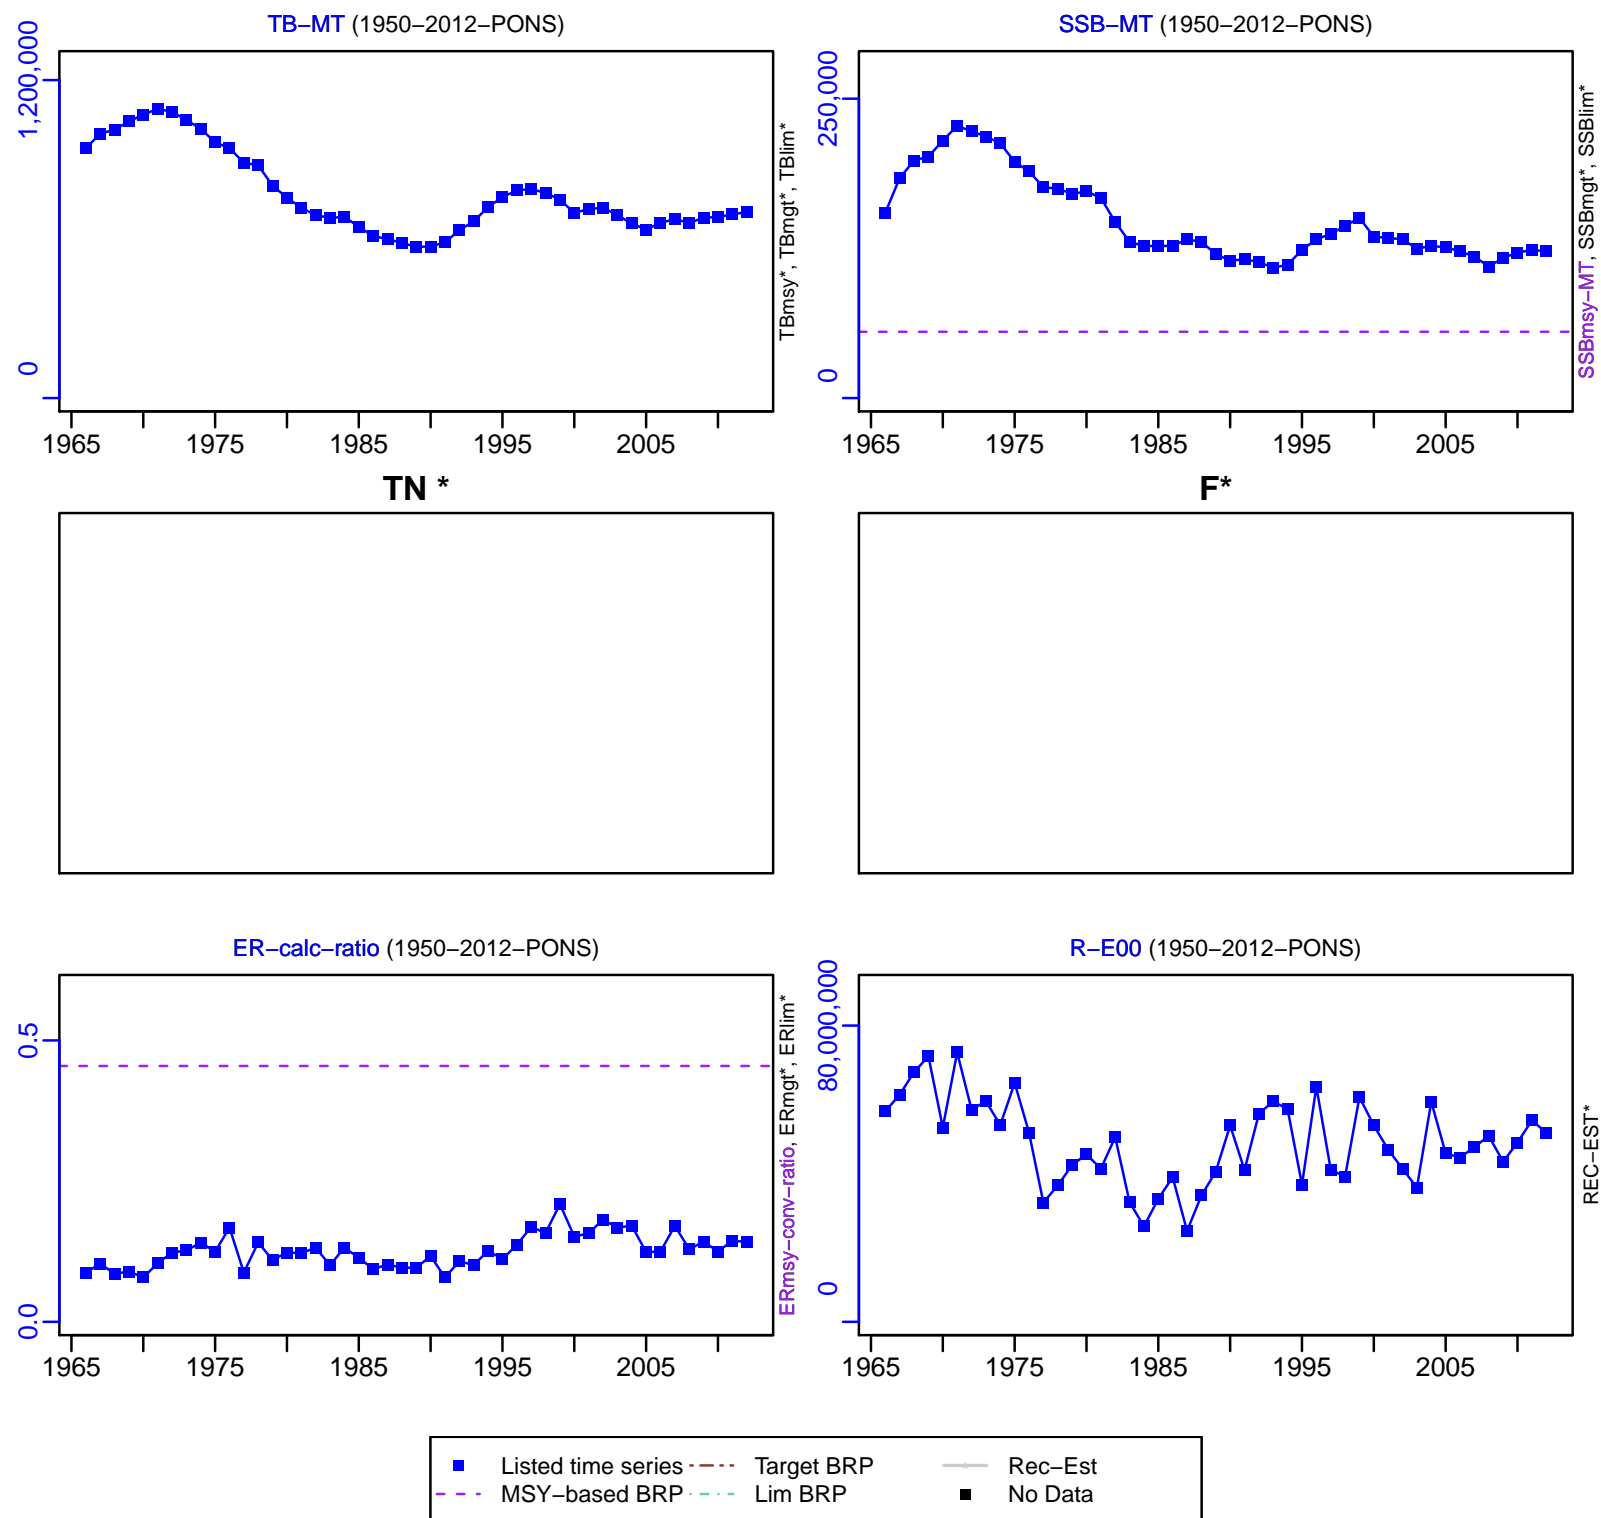 TB−MT (1950−2012−PONS)
1,200,000
0
1965 1975 1985 1995 2005
TBmsy*, TBmgt*, TBlim*
SSB−MT (1950−2012−PONS)
250,000
0
1965 1975 1985 1995 2005
SSBmsy−MT, SSBmgt*, SSBlim*
TN *
F*
ER−calc−ratio (1950−2012−PONS)
0.5
0.0
1965 1975 1985 1995 2005
ERmsy−conv−ratio, ERmgt*, ERlim*
R−E00 (1950−2012−PONS)
80,000,000
0
1965 1975 1985 1995 2005
REC−EST*
Listed time series Target BRP Rec−Est
MSY−based BRP Lim BRP No Data